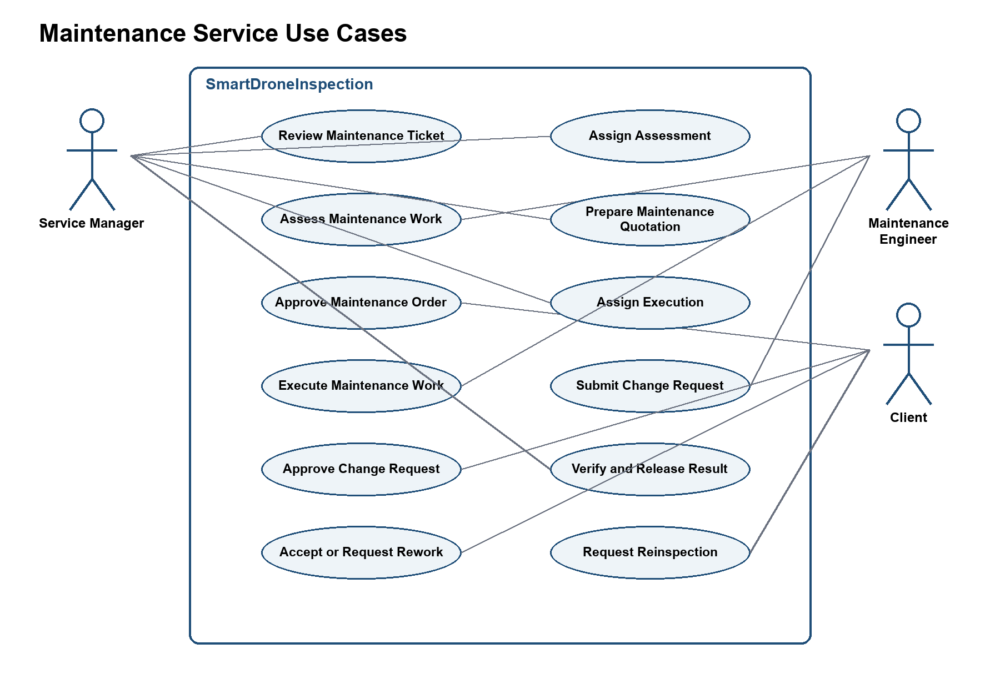 Maintenance Service Use Cases
SmartDroneInspection
Review Maintenance Ticket
Assign Assessment
Service Manager
Assess Maintenance Work
Prepare Maintenance
Quotation
Maintenance
Engineer
Approve Maintenance Order
Assign Execution
Execute Maintenance Work
Submit Change Request
Client
Approve Change Request
Verify and Release Result
Accept or Request Rework
Request Reinspection